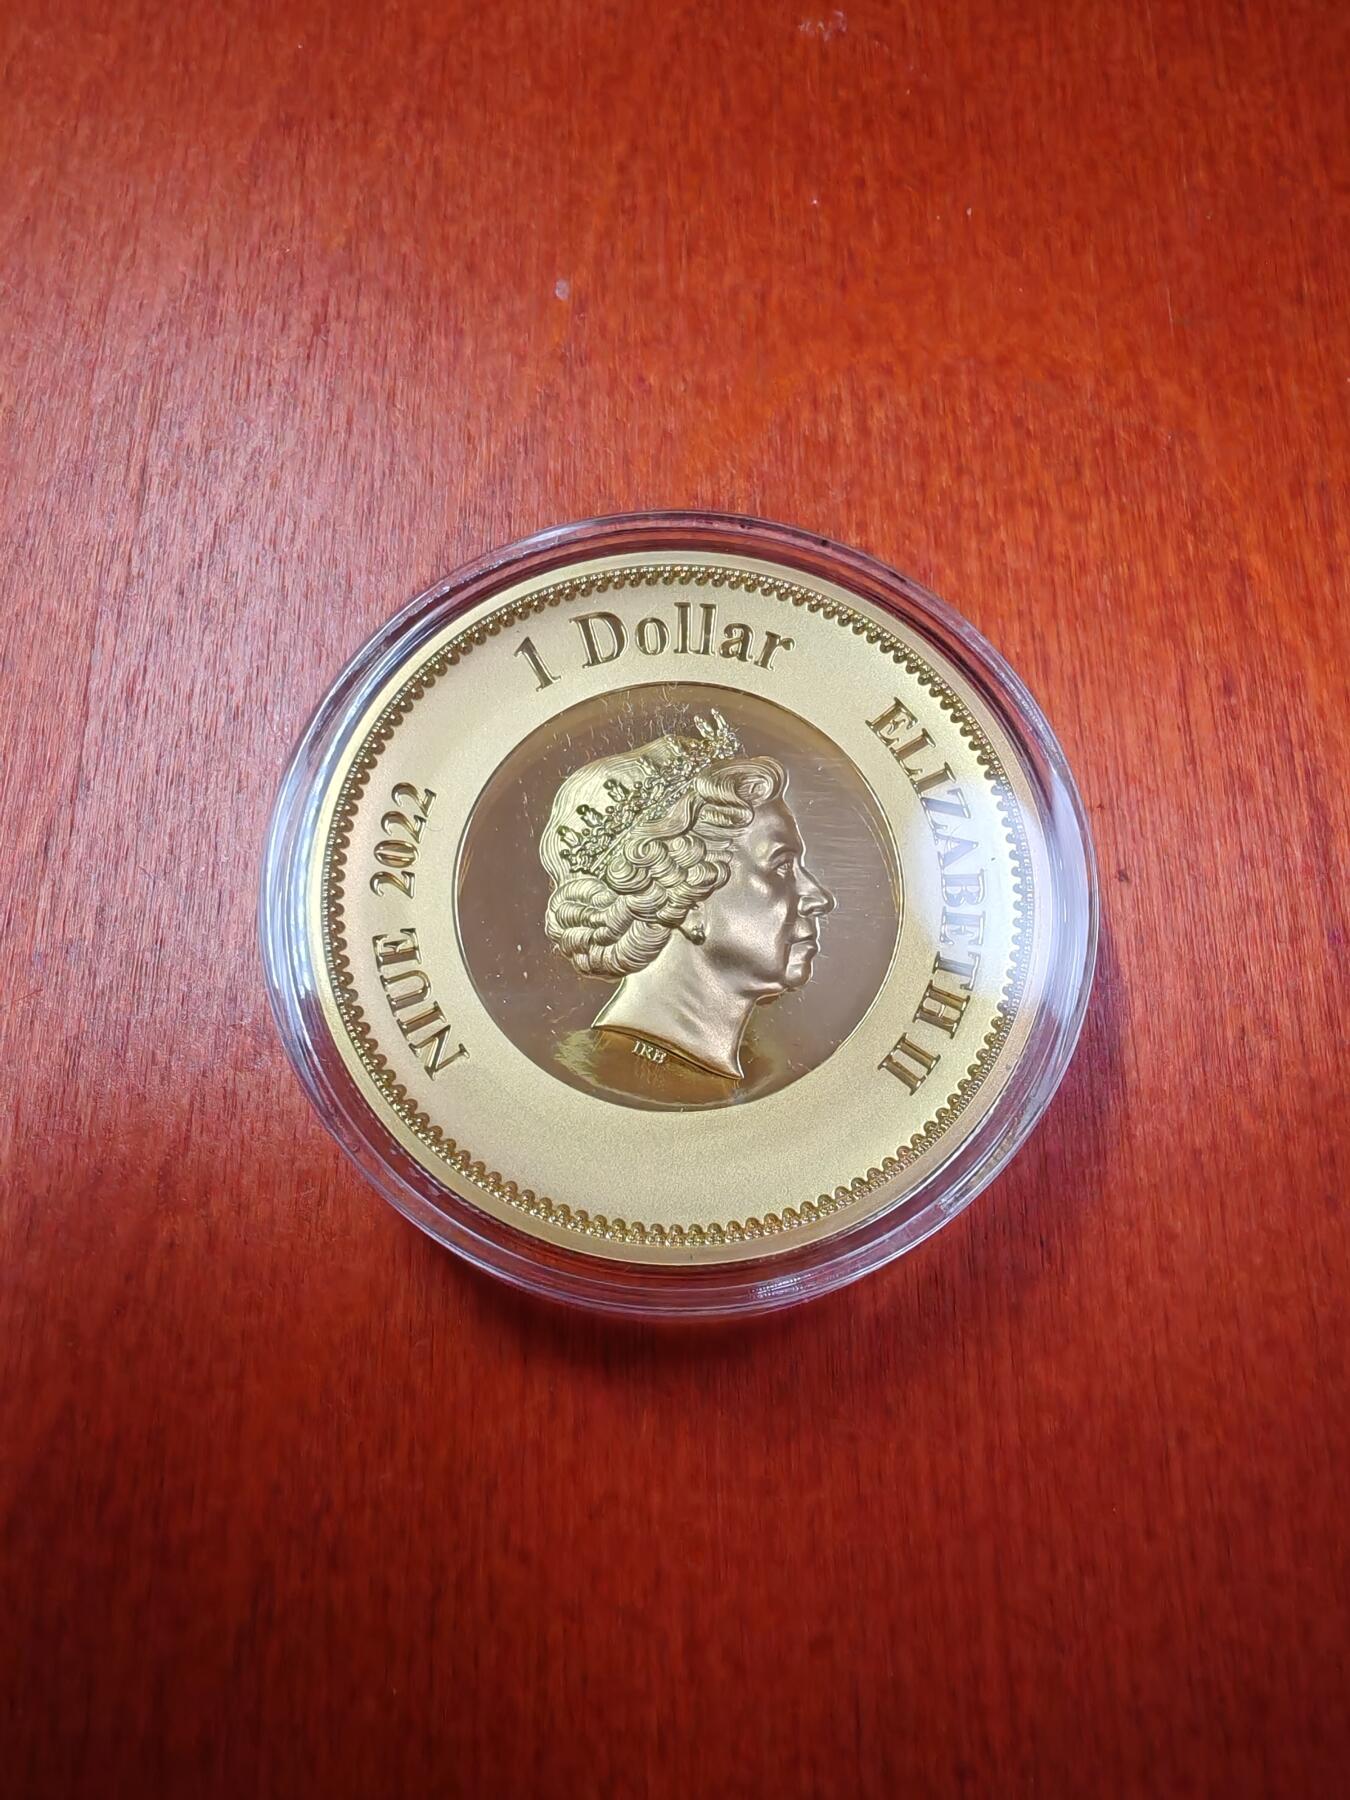 1 Dollar
ELIZABETH II
NIUE 2022
IRB